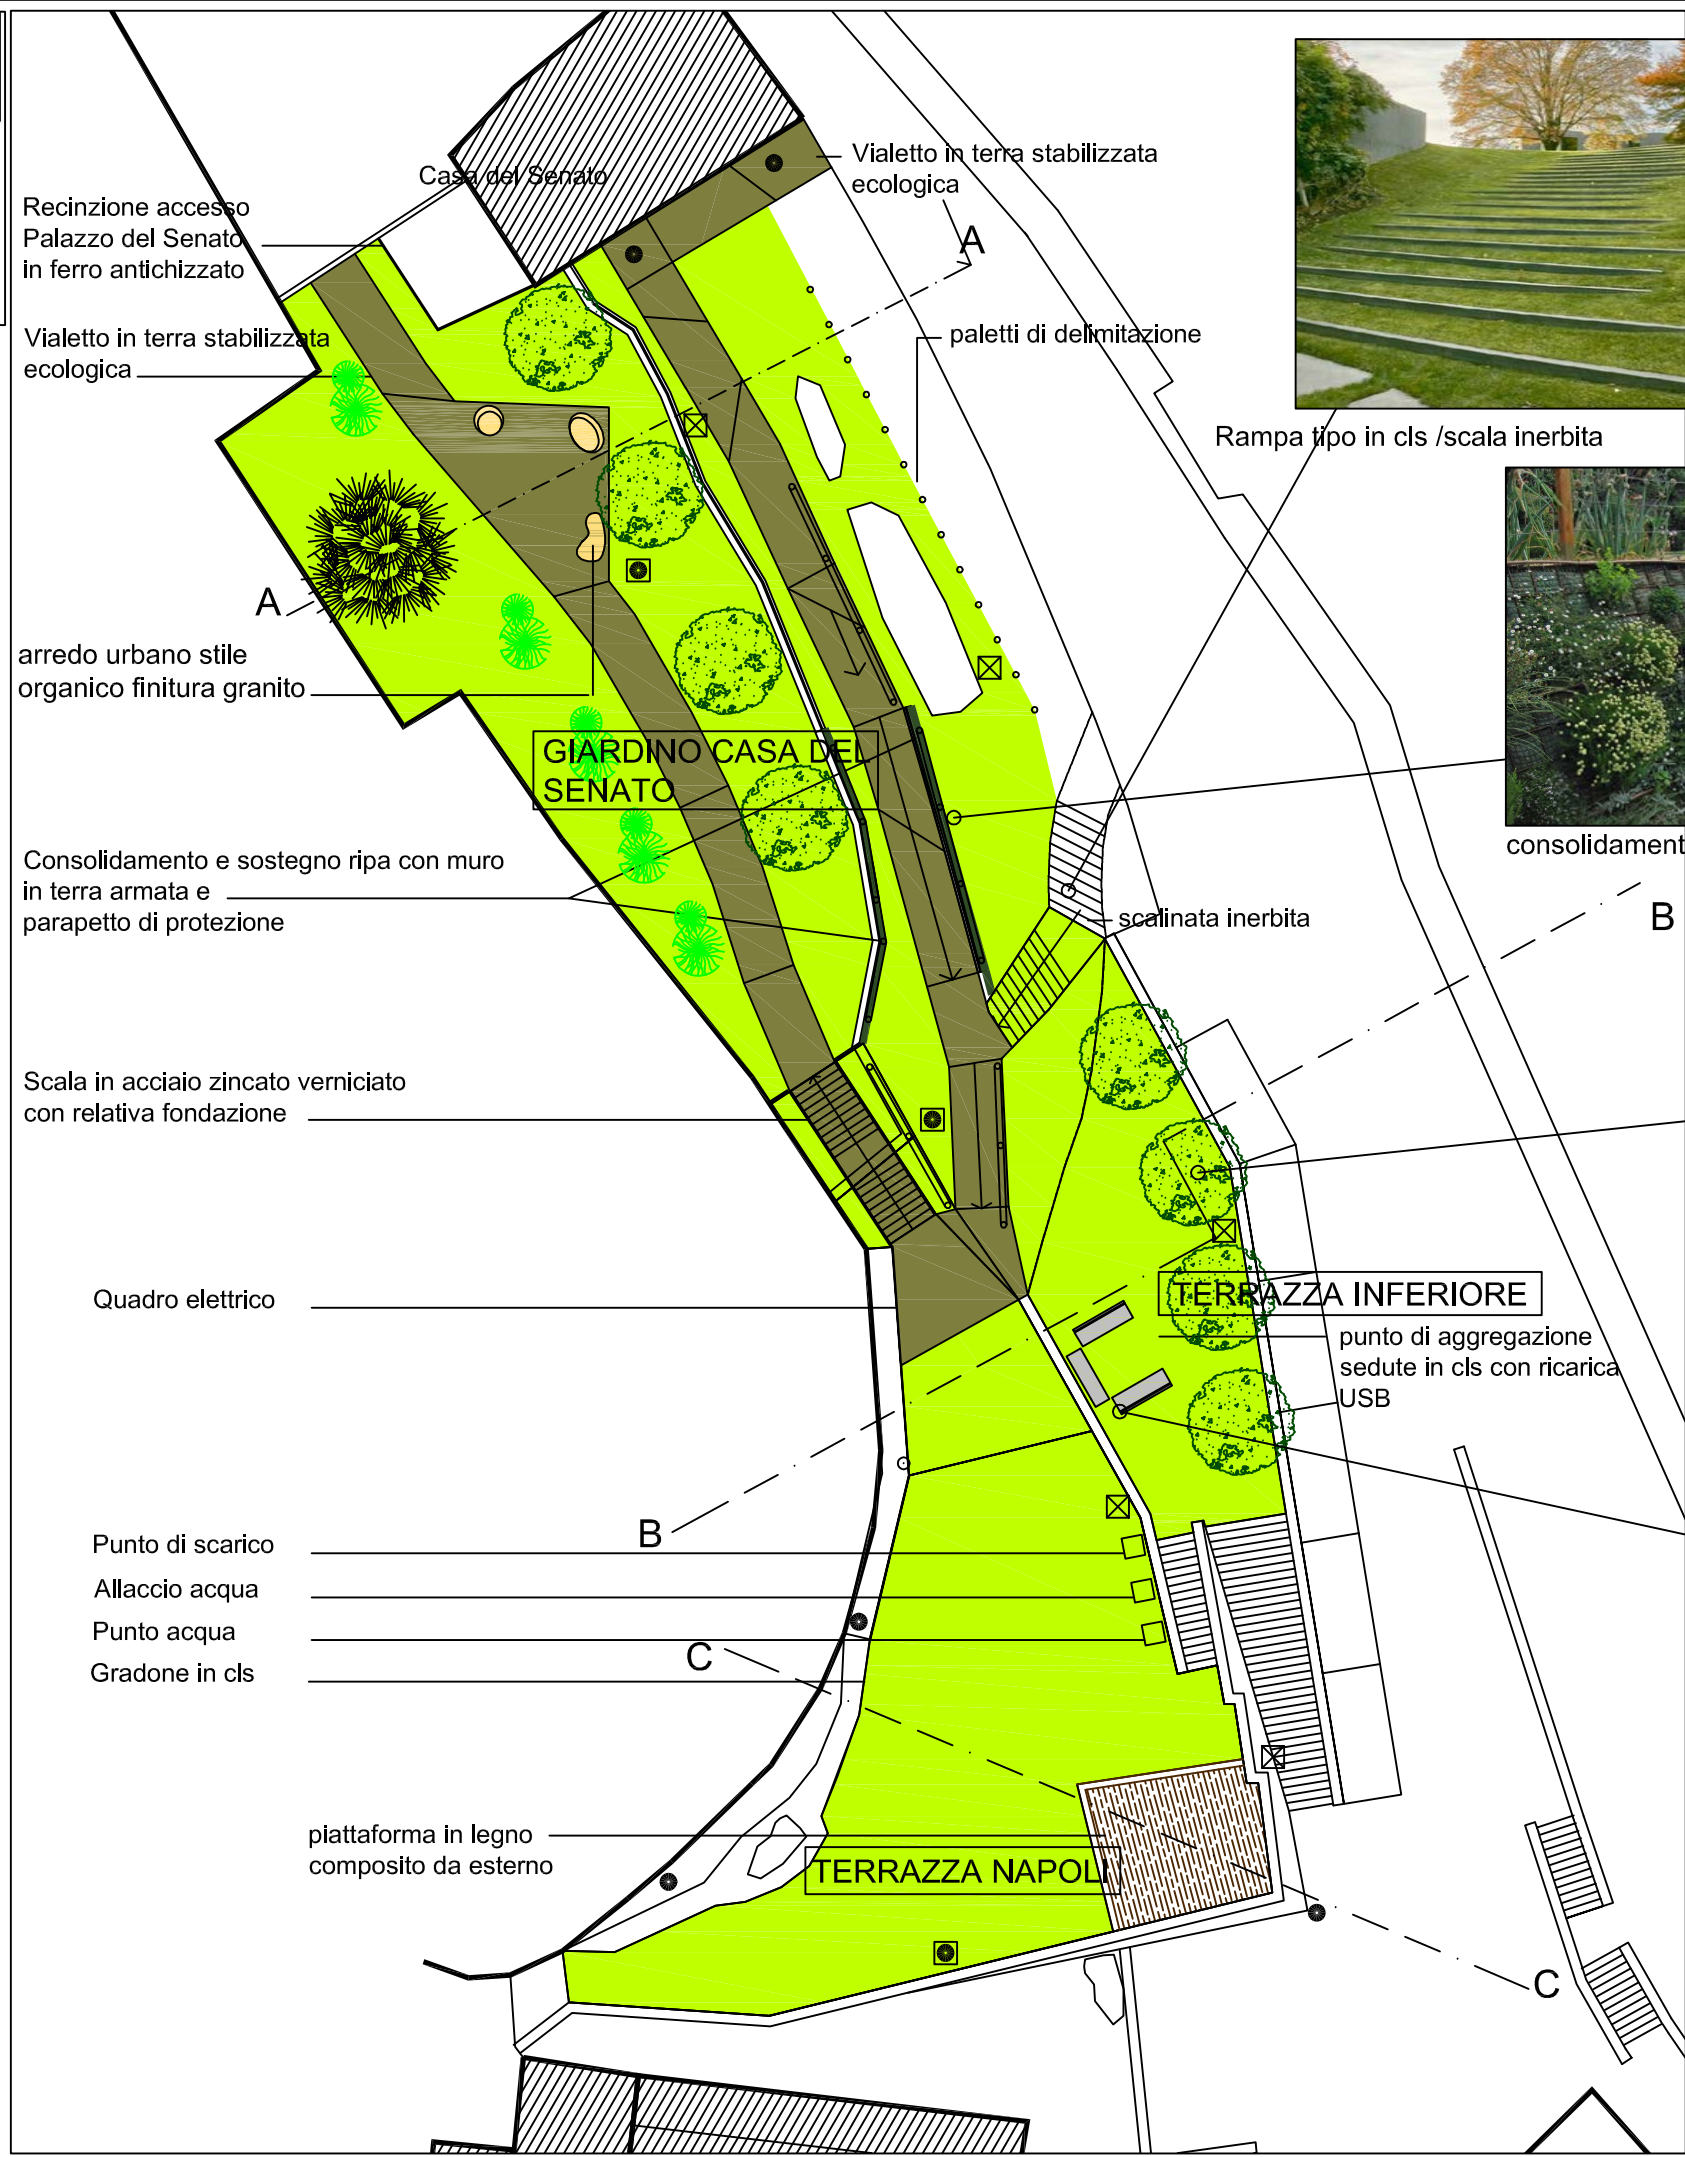 Casa del Senato
Vialetto in terra stabilizzata
ecologica
A
Recinzione accesso
Palazzo del Senato
in ferro antichizzato
Vialetto in terra stabilizzata
ecologica
paletti di delimitazione
Rampa tipo in cls /scala inerbita
A
arredo urbano stile
organico finitura granito
GIARDINO CASA DEL
SENATO
consolidament
Consolidamento e sostegno ripa con muro
in terra armata e
parapetto di protezione
scalinata inerbita
B
Scala in acciaio zincato verniciato
con relativa fondazione
Quadro elettrico
TERRAZZA INFERIORE
punto di aggregazione
sedute in cls con ricarica
USB
B
Punto di scarico
Allaccio acqua
Punto acqua
Gradone in cls
C
piattaforma in legno
composito da esterno
TERRAZZA NAPOLI
C